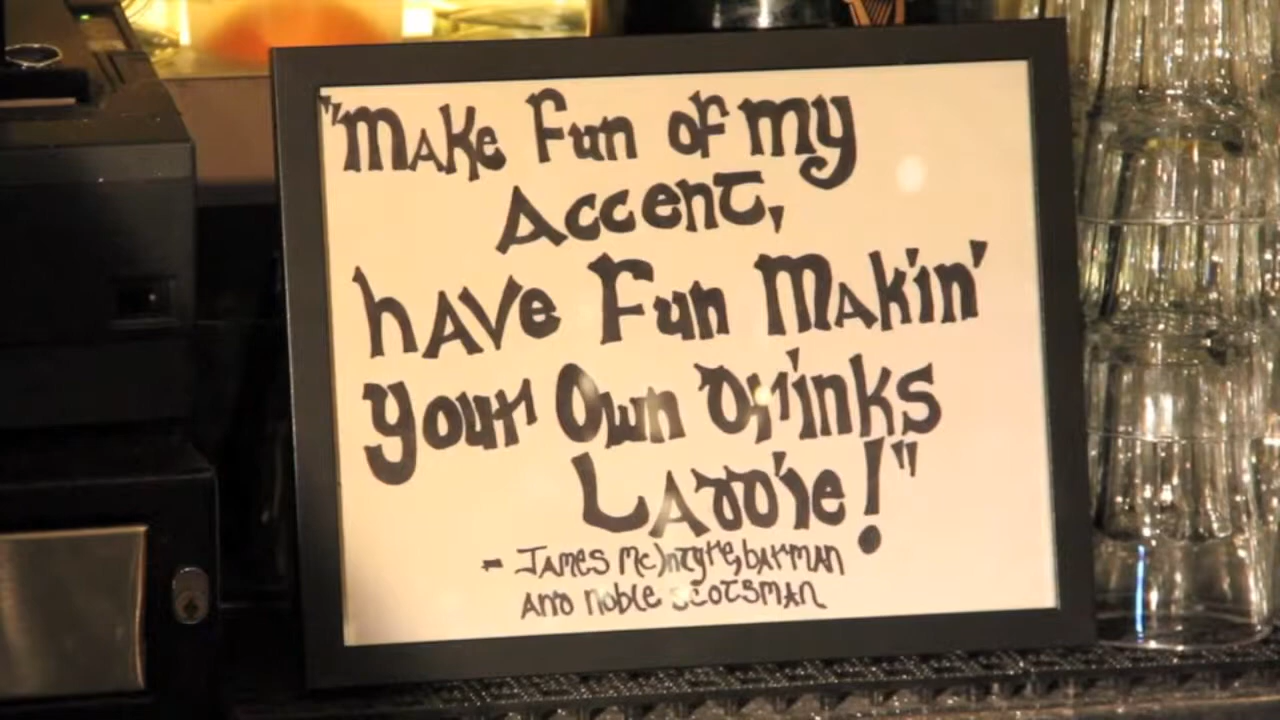 "Make Fun of my
Accent,
have Fun Makin'
your Own Drinks
Laddie!"
- James McIntyre, barman
and noble Scotsman